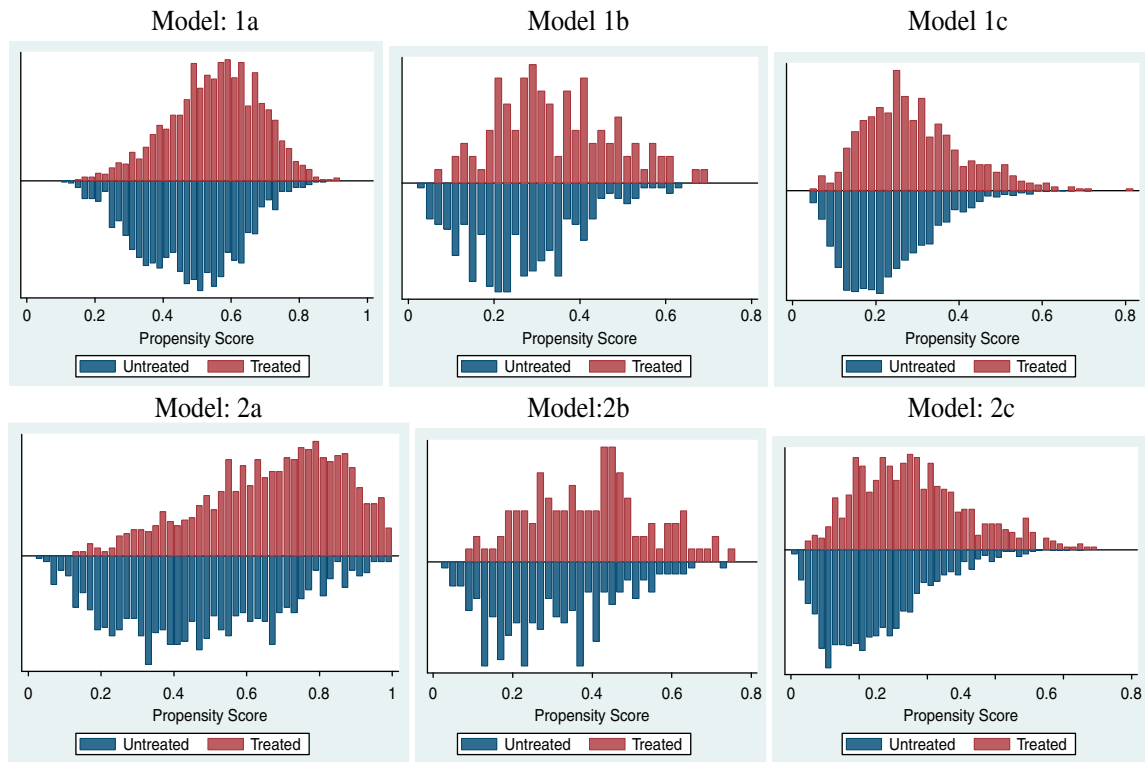 Model: 1a
Model 1b
Model 1c
0 0.2 0.4 0.6 0.8 1
Propensity Score
Untreated Treated
0 0.2 0.4 0.6 0.8
Propensity Score
Untreated Treated
0 0.2 0.4 0.6 0.8
Propensity Score
Untreated Treated
Model: 2a
Model:2b
Model: 2c
0 0.2 0.4 0.6 0.8 1
Propensity Score
Untreated Treated
0 0.2 0.4 0.6 0.8
Propensity Score
Untreated Treated
0 0.2 0.4 0.6 0.8
Propensity Score
Untreated Treated